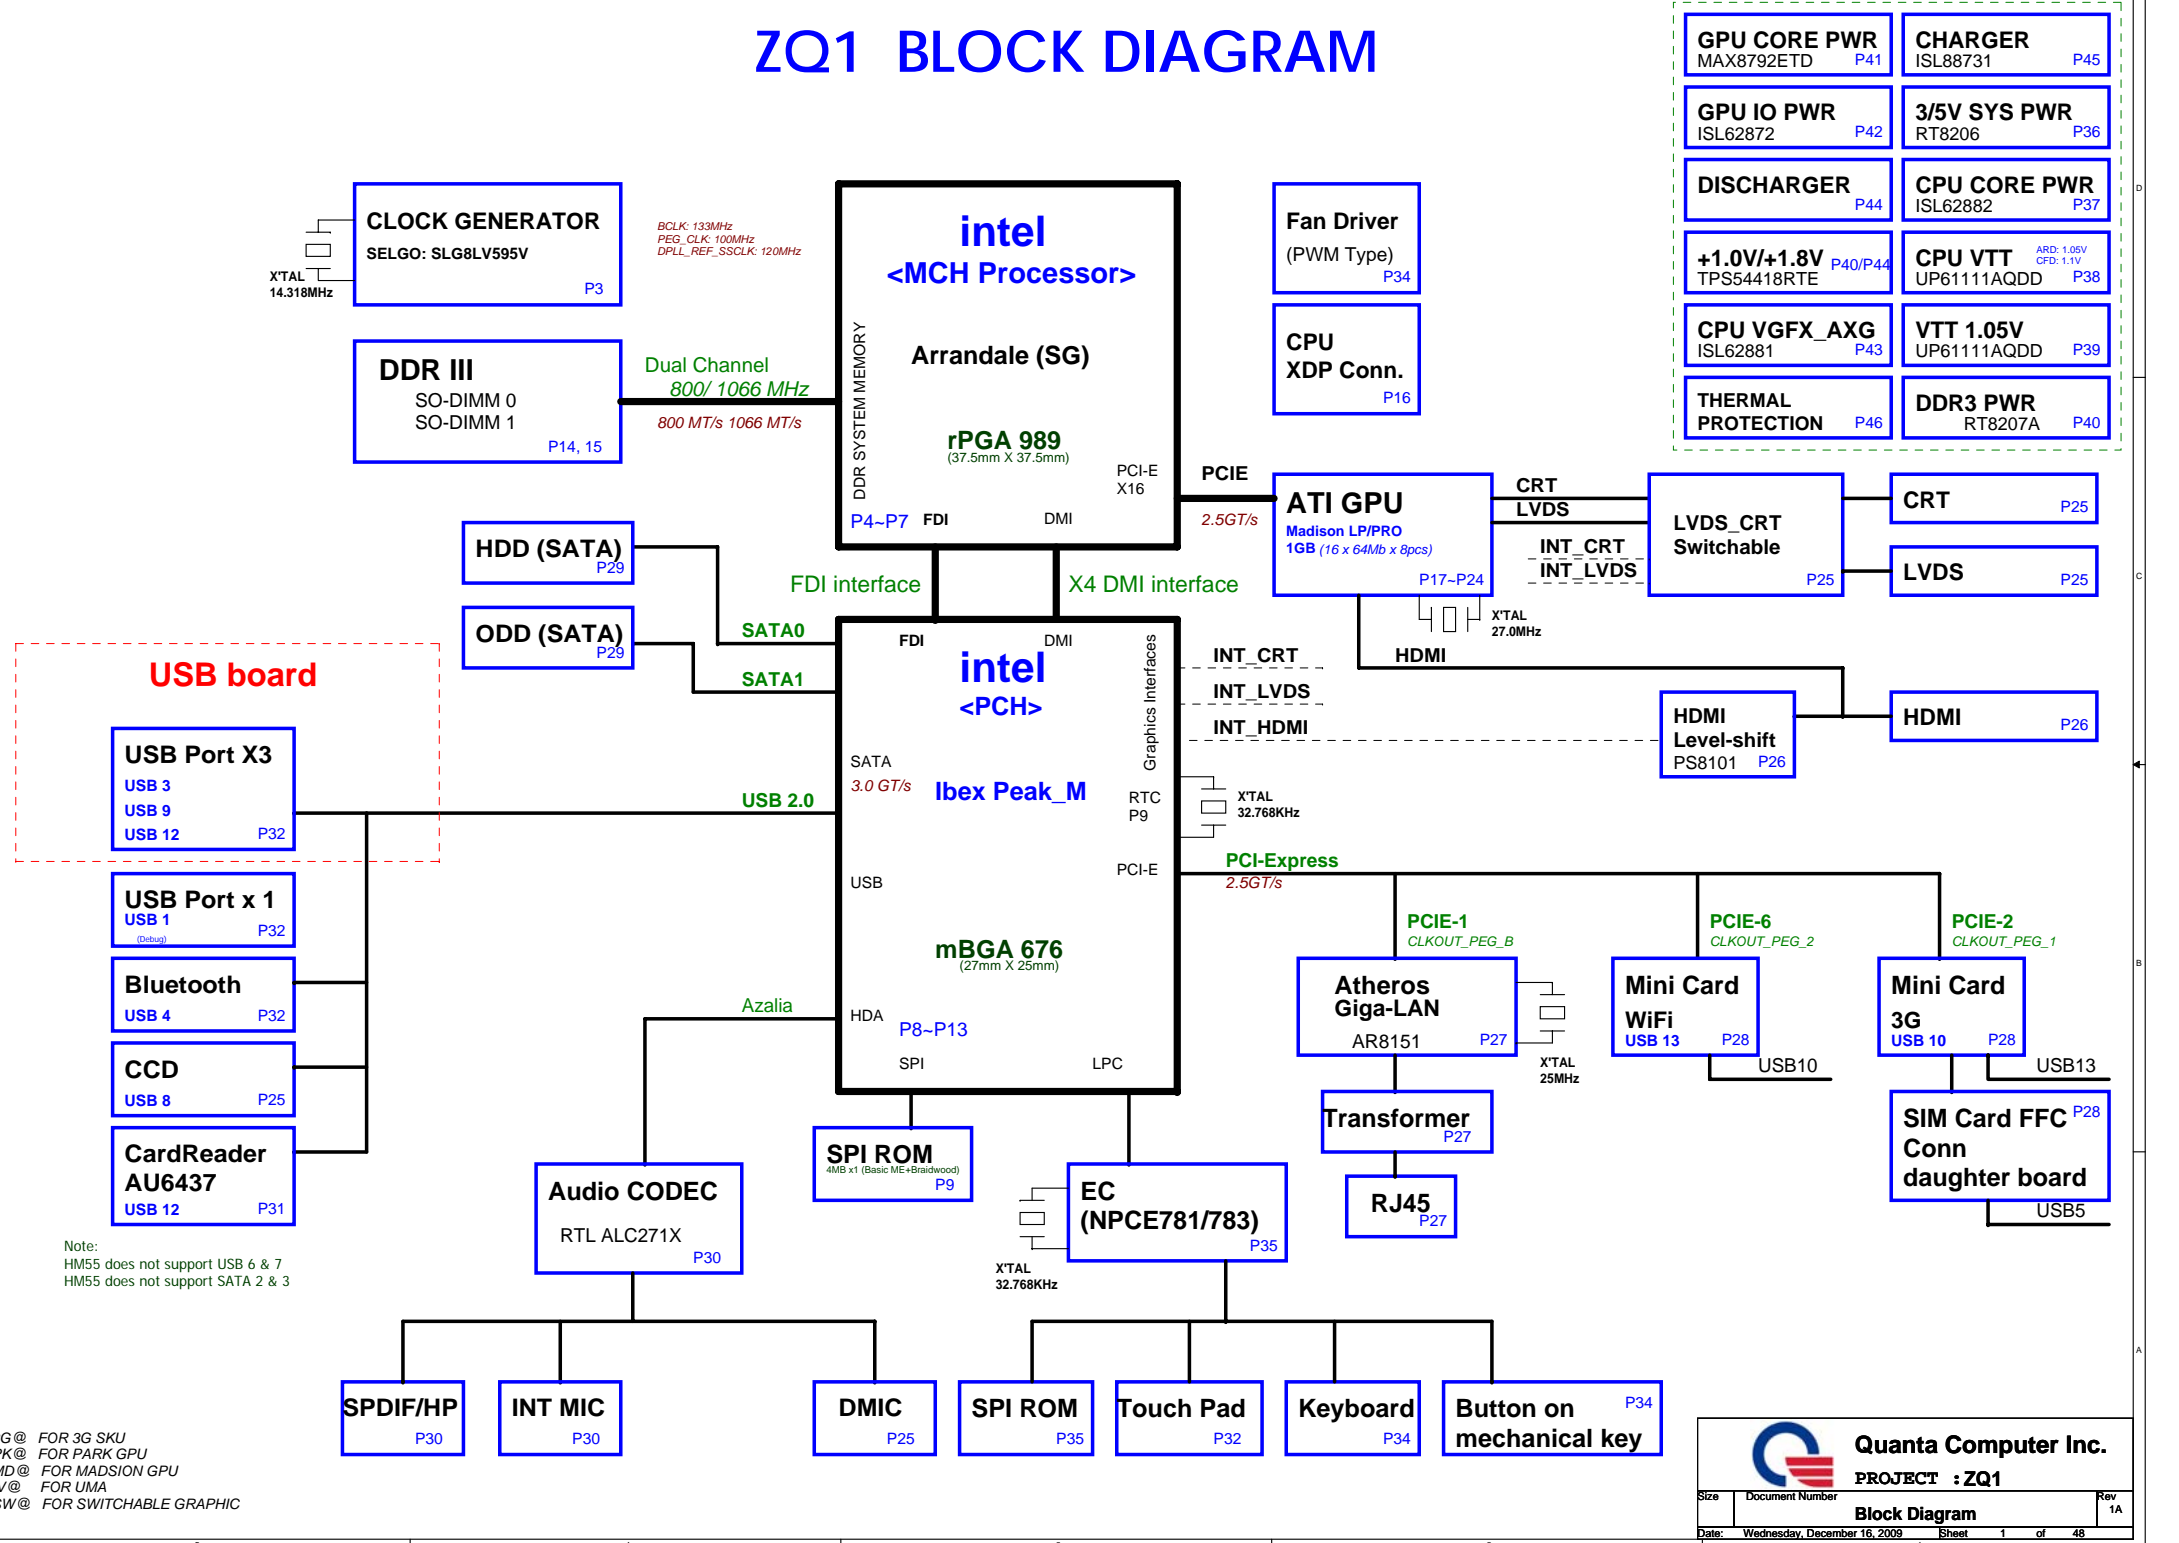 ZQ1 BLOCK DIAGRAM
GPU CORE PWR
MAX8792ETD P41
CHARGER
ISL88731 P45
GPU IO PWR
ISL62872 P42
3/5V SYS PWR
RT8206 P36
DISCHARGER
P44
CPU CORE PWR
ISL62882 P37
+1.0V/+1.8V P40/P44
TPS54418RTE
CPU VTT
ARD: 1.05V
CFD: 1.1V
UP61111AQDD P38
CPU VGFX_AXG
ISL62881 P43
VTT 1.05V
UP61111AQDD P39
THERMAL
PROTECTION P46
DDR3 PWR
RT8207A P40
CLOCK GENERATOR
SELGO: SLG8LV595V
P3
X'TAL
14.318MHz
BCLK: 133MHz
PEG_CLK: 100MHz
DPLL_REF_SSCLK: 120MHz
intel
<MCH Processor>
Arrandale (SG)
rPGA 989
(37.5mm X 37.5mm)
DDR SYSTEM MEMORY
PCI-E
X16
P4~P7
FDI
DMI
Fan Driver
(PWM Type)
P34
CPU
XDP Conn.
P16
DDR III
SO-DIMM 0
SO-DIMM 1
P14, 15
Dual Channel
800/ 1066 MHz
800 MT/s 1066 MT/s
PCIE
2.5GT/s
ATI GPU
Madison LP/PRO
1GB (16 x 64Mb x 8pcs)
P17~P24
X'TAL
27.0MHz
CRT
LVDS
INT_CRT
INT_LVDS
LVDS_CRT
Switchable
P25
CRT
P25
LVDS
P25
HDD (SATA)
P29
ODD (SATA)
P29
SATA0
SATA1
FDI interface
X4 DMI interface
FDI
DMI
intel
<PCH>
Ibex Peak_M
mBGA 676
(27mm X 25mm)
Graphics Interfaces
SATA
3.0 GT/s
USB
HDA
P8~P13
SPI
LPC
RTC
P9
PCI-E
INT_CRT
INT_LVDS
INT_HDMI
HDMI
HDMI
Level-shift
PS8101 P26
HDMI
P26
X'TAL
32.768KHz
USB board
USB Port X3
USB 3
USB 9
USB 12 P32
USB 2.0
USB Port x 1
USB 1
(Debug)
P32
Bluetooth
USB 4 P32
CCD
USB 8 P25
CardReader
AU6437
USB 12 P31
Note:
HM55 does not support USB 6 & 7
HM55 does not support SATA 2 & 3
Azalia
PCI-Express
2.5GT/s
PCIE-1
CLKOUT_PEG_B
PCIE-6
CLKOUT_PEG_2
PCIE-2
CLKOUT_PEG_1
Atheros
Giga-LAN
AR8151 P27
X'TAL
25MHz
Mini Card
WiFi
USB 13 P28
USB10
Mini Card
3G
USB 10 P28
USB13
Transformer
P27
RJ45
P27
SIM Card FFC P28
Conn
daughter board
USB5
SPI ROM
4MB x1 (Basic ME+Braidwood)
P9
Audio CODEC
RTL ALC271X
P30
EC
(NPCE781/783)
P35
X'TAL
32.768KHz
SPDIF/HP
P30
INT MIC
P30
DMIC
P25
SPI ROM
P35
Touch Pad
P32
Keyboard
P34
Button on P34
mechanical key
G@ FOR 3G SKU
K@ FOR PARK GPU
MD@ FOR MADSION GPU
V@ FOR UMA
SW@ FOR SWITCHABLE GRAPHIC
Quanta Computer Inc.
PROJECT : ZQ1
Size Document Number Rev
Block Diagram 1A
Date: Wednesday, December 16, 2009 Sheet 1 of 48
D
C
B
A